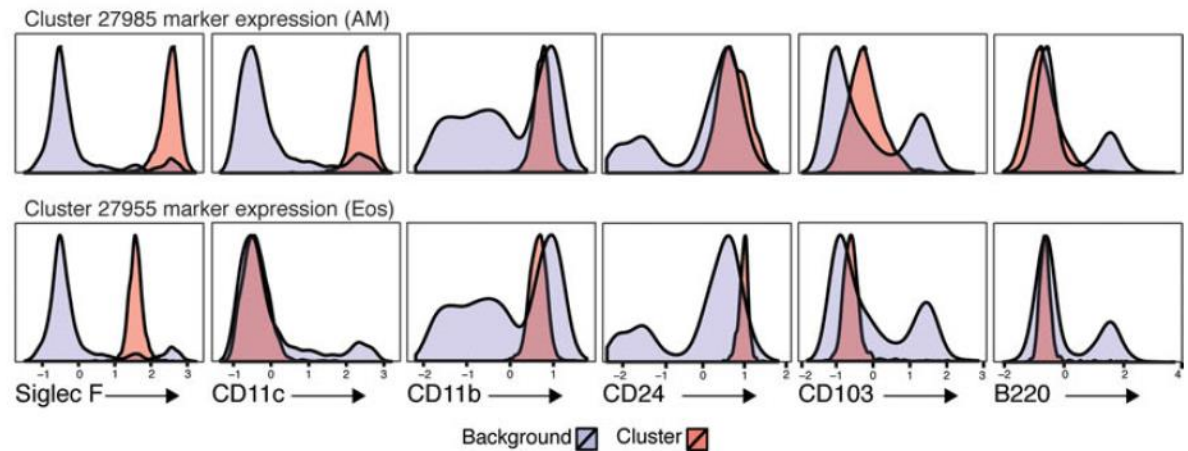 Cluster 27985 marker expression (AM)
Cluster 27955 marker expression (Eos)
-1 0 1 2 3 -1 0 1 2 3 -2 -1 0 1 -2 -1 0 1 2 -2 -1 0 1 2 3 -2 0 2 4
Siglec F CD11c CD11b CD24 CD103 B220
Background Cluster